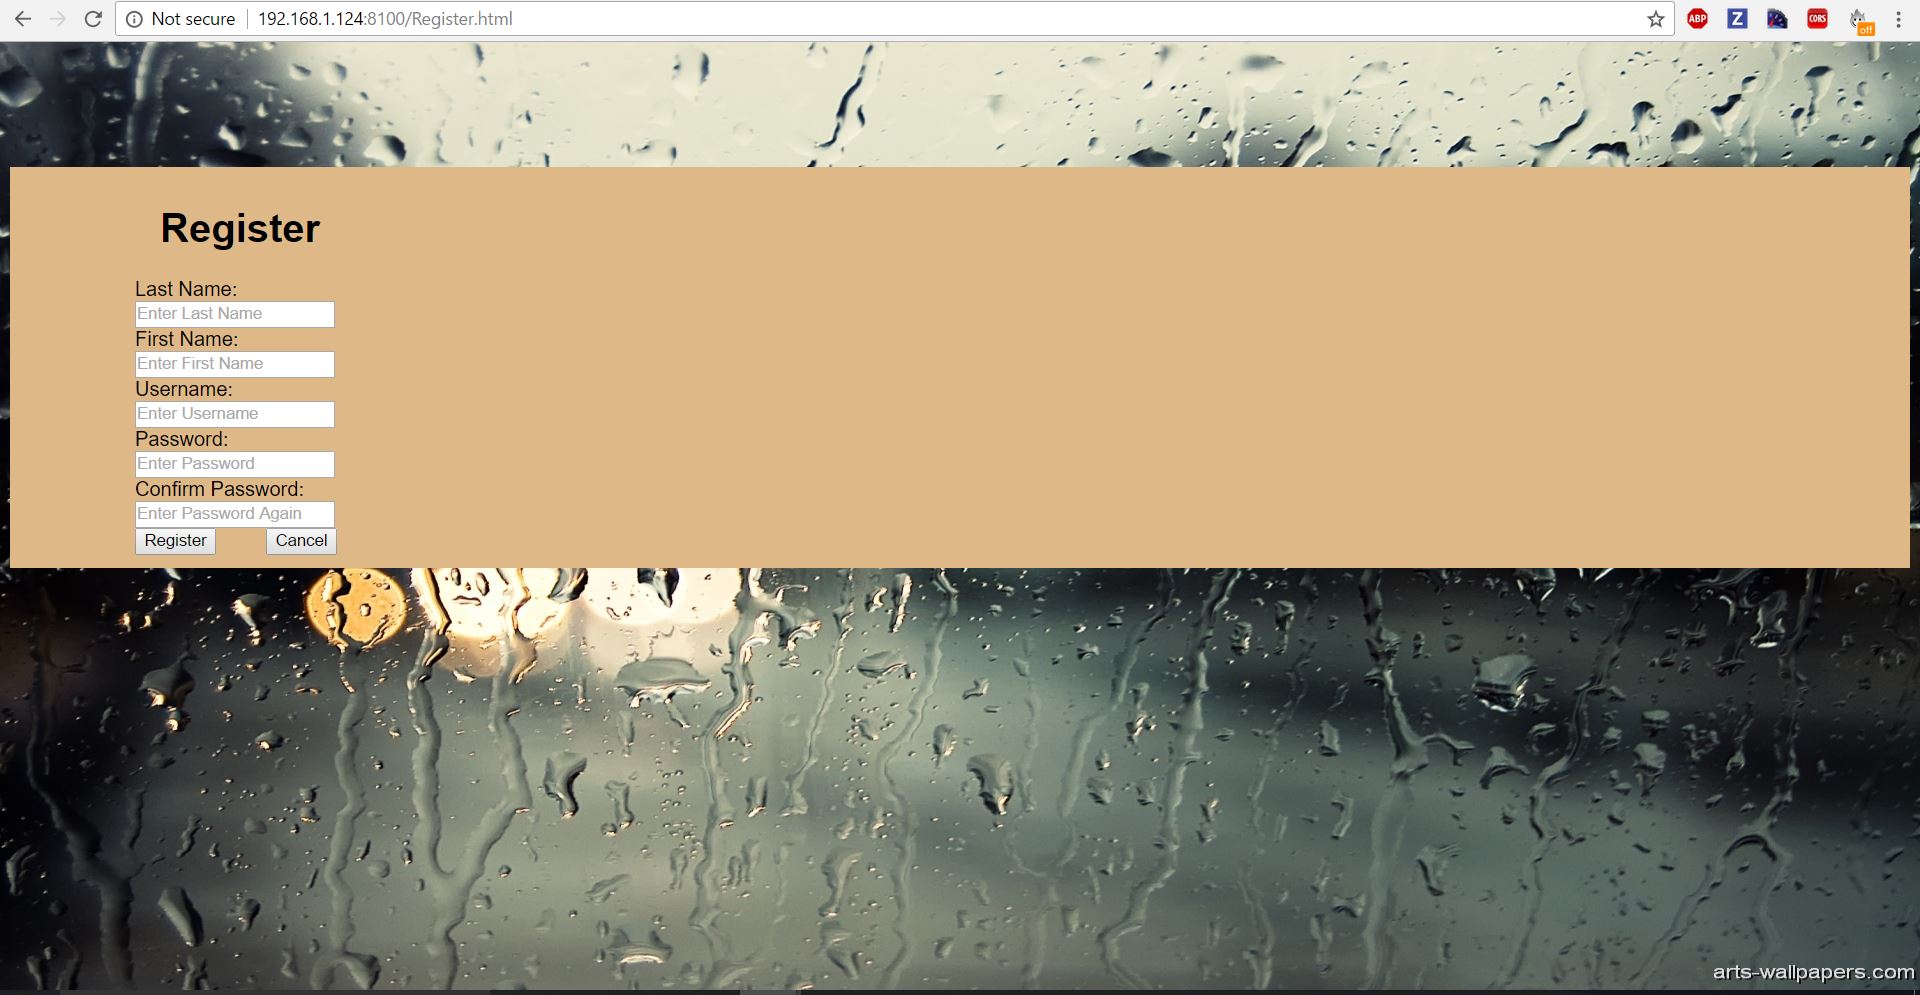 Not secure 192.168.1.124:8100/Register.html ABP Z CORS off
Register
Last Name:
Enter Last Name
First Name:
Enter First Name
Username:
Enter Username
Password:
Enter Password
Confirm Password:
Enter Password Again
Register Cancel
arts-wallpapers.com